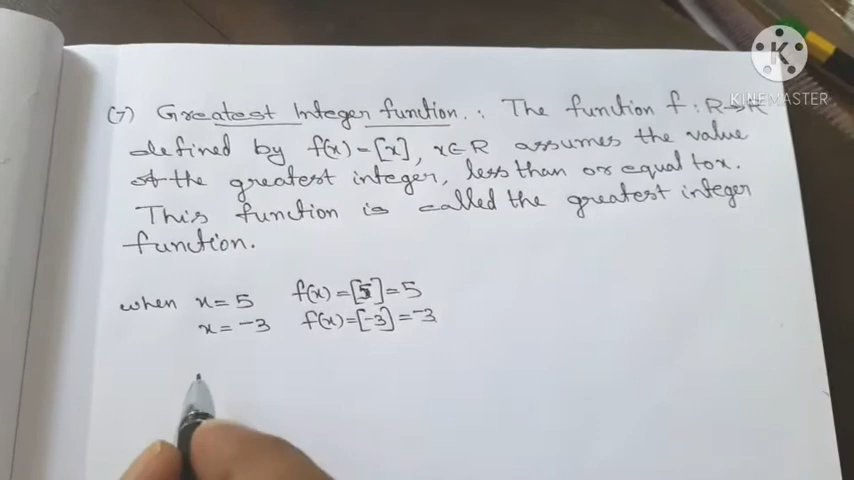 K
KINEMASTER
(7) Greatest Integer function.: The function f: R→R
defined by f(x)=[x], x∈R assumes the value
of the greatest integer, less than or equal to x.
This function is called the greatest integer
function.
when x=5 f(x)=[5]=5
x=-3 f(x)=[-3]=-3